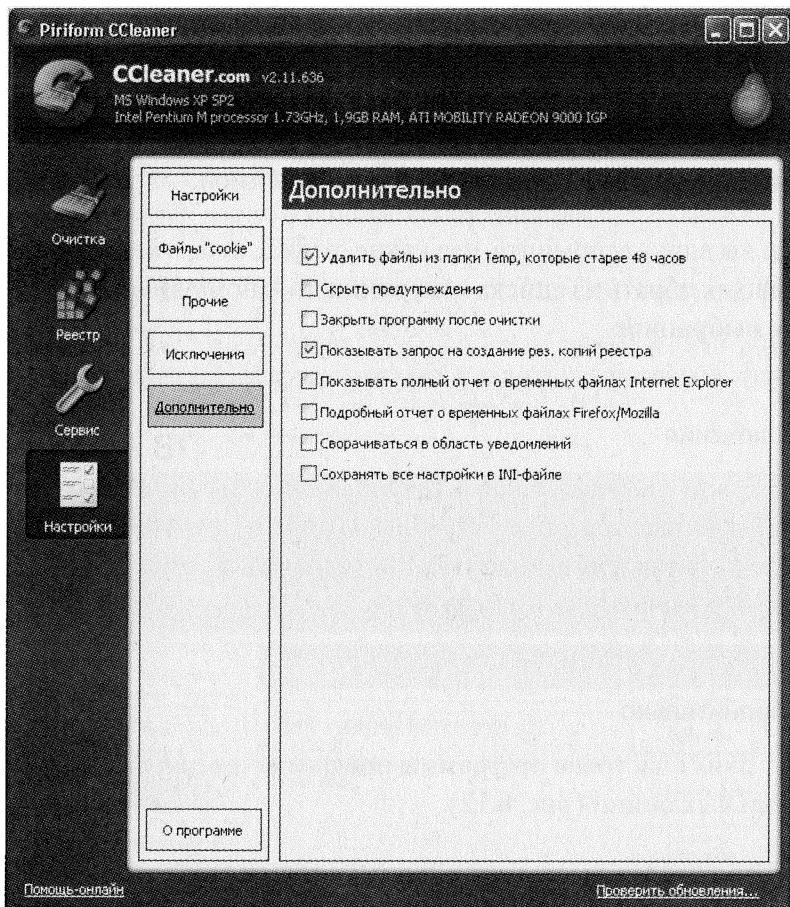 Piriform CCleaner
CCleaner.com v2.11.636
MS Windows XP SP2
Intel Pentium M processor 1.73GHz, 1,9GB RAM, ATI MOBILITY RADEON 9000 IGP
Очистка
Реестр
Сервис
Настройки
Настройки
Файлы "cookie"
Прочие
Исключения
Дополнительно
О программе
Дополнительно
Удалить файлы из папки Temp, которые старее 48 часов
Скрыть предупреждения
Закрыть программу после очистки
Показывать запрос на создание рез. копий реестра
Показывать полный отчет о временных файлах Internet Explorer
Подробный отчет о временных файлах Firefox/Mozilla
Сворачиваться в область уведомлений
Сохранять все настройки в INI-файле
Помощь-онлайн
Проверить обновления...